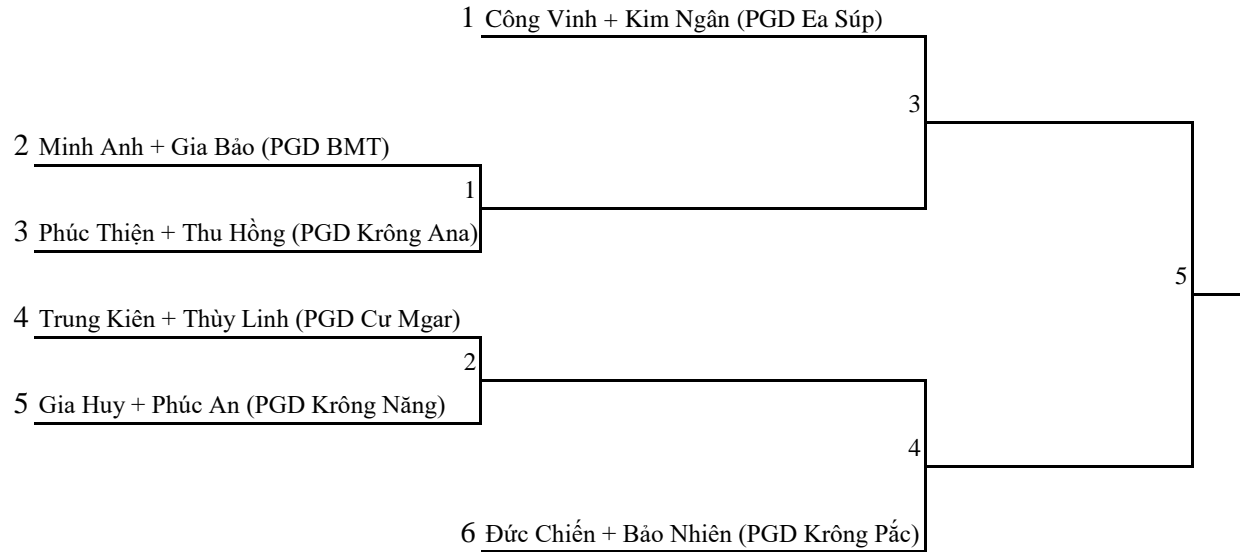 1 Công Vinh + Kim Ngân (PGD Ea Súp)
3
2 Minh Anh + Gia Bảo (PGD BMT)
1
3 Phúc Thiện + Thu Hồng (PGD Krông Ana)
5
4 Trung Kiên + Thùy Linh (PGD Cư Mgar)
2
5 Gia Huy + Phúc An (PGD Krông Năng)
4
6 Đức Chiến + Bảo Nhiên (PGD Krông Pắc)